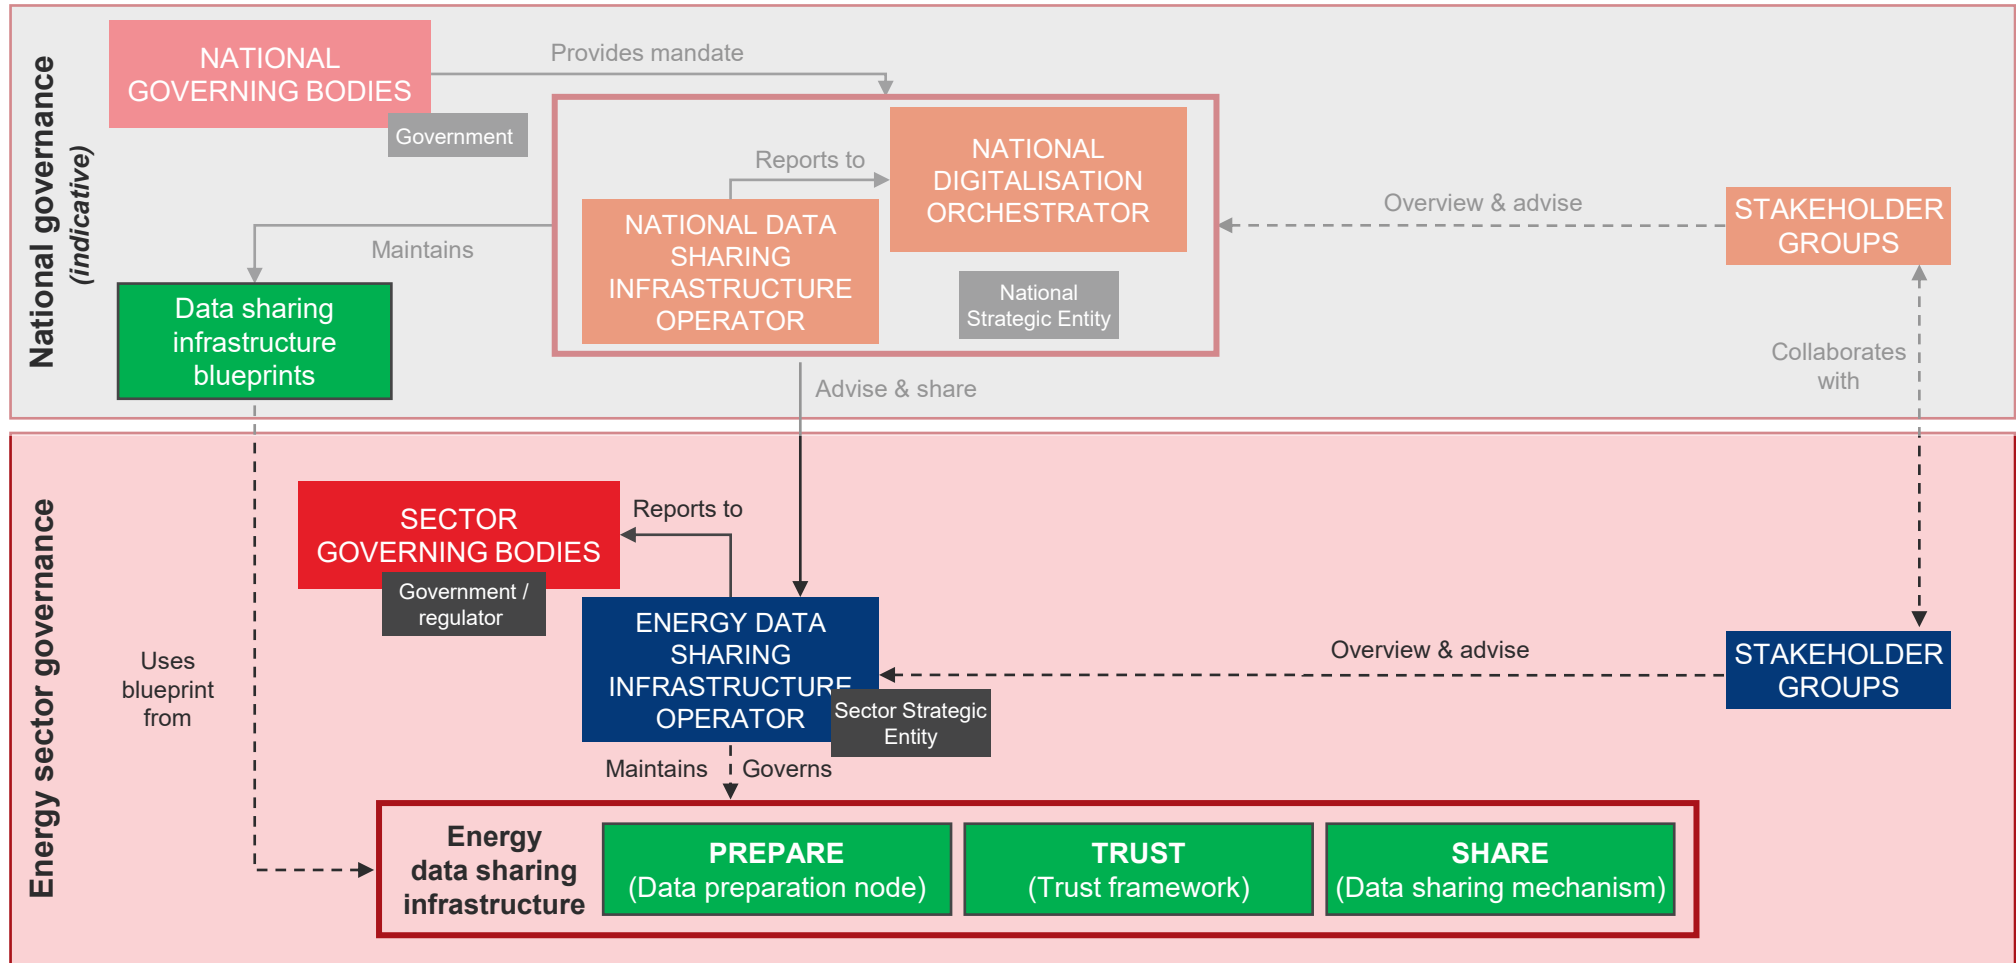 National governance
(indicative)
NATIONAL
GOVERNING BODIES
Government
Provides mandate
Reports to
NATIONAL
DIGITALISATION
ORCHESTRATOR
NATIONAL DATA
SHARING
INFRASTRUCTURE
OPERATOR
National
Strategic Entity
Overview & advise
STAKEHOLDER
GROUPS
Maintains
Data sharing
infrastructure
blueprints
Advise & share
Collaborates
with
Energy sector governance
SECTOR
GOVERNING BODIES
Government /
regulator
Reports to
ENERGY DATA
SHARING
INFRASTRUCTURE
OPERATOR
Sector Strategic
Entity
Overview & advise
STAKEHOLDER
GROUPS
Uses
blueprint
from
Maintains
Governs
Energy
data sharing
infrastructure
PREPARE
(Data preparation node)
TRUST
(Trust framework)
SHARE
(Data sharing mechanism)